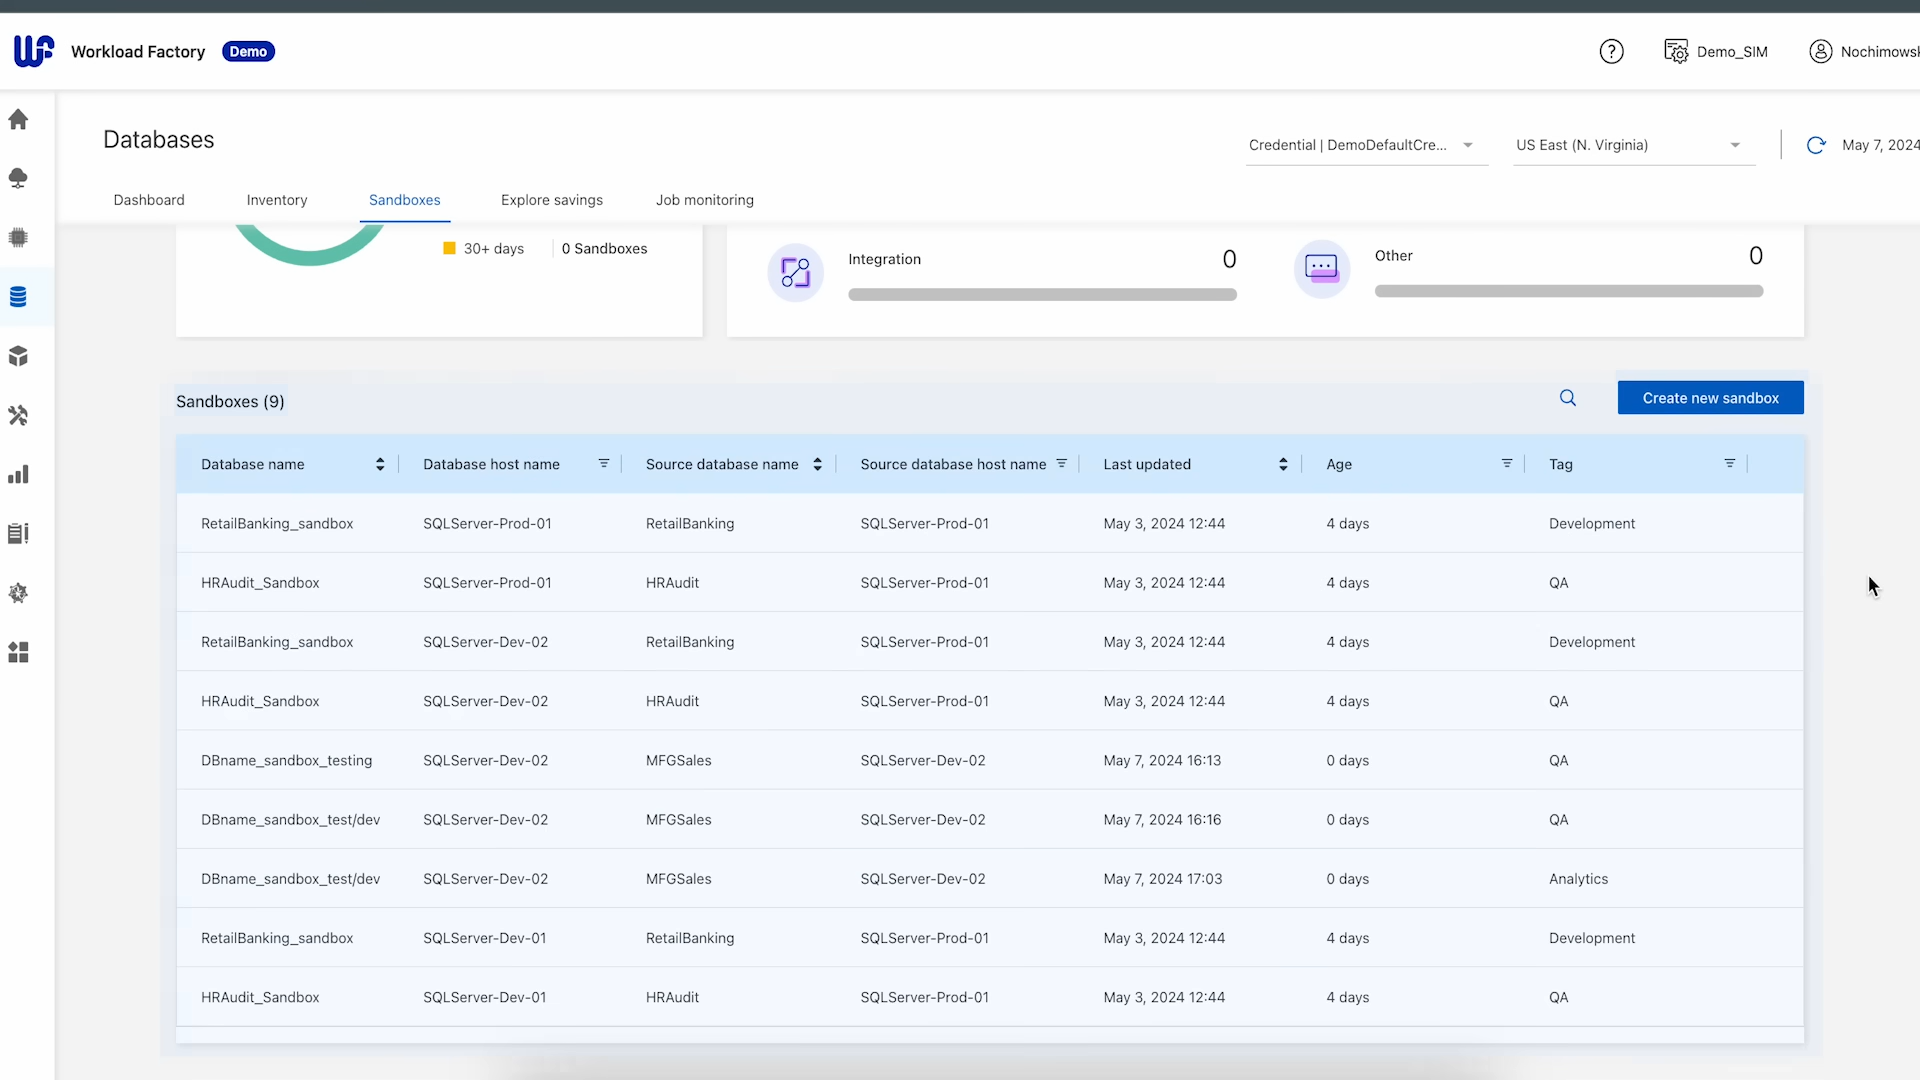 Workload Factory Demo
? Demo_SIM
Databases
Credential | DemoDefaultCre... US East (N. Virginia) May 7, 2024
Dashboard Inventory Sandboxes Explore savings Job monitoring
30+ days 0 Sandboxes
Integration 0
Other 0
Sandboxes (9)
Create new sandbox
Database name Database host name Source database name Source database host name Last updated Age Tag
RetailBanking_sandbox SQLServer-Prod-01 RetailBanking SQLServer-Prod-01 May 3, 2024 12:44 4 days Development
HRAudit_Sandbox SQLServer-Prod-01 HRAudit SQLServer-Prod-01 May 3, 2024 12:44 4 days QA
RetailBanking_sandbox SQLServer-Dev-02 RetailBanking SQLServer-Prod-01 May 3, 2024 12:44 4 days Development
HRAudit_Sandbox SQLServer-Dev-02 HRAudit SQLServer-Prod-01 May 3, 2024 12:44 4 days QA
DBname_sandbox_testing SQLServer-Dev-02 MFGSales SQLServer-Dev-02 May 7, 2024 16:13 0 days QA
DBname_sandbox_test/dev SQLServer-Dev-02 MFGSales SQLServer-Dev-02 May 7, 2024 16:16 0 days QA
DBname_sandbox_test/dev SQLServer-Dev-02 MFGSales SQLServer-Dev-02 May 7, 2024 17:03 0 days Analytics
RetailBanking_sandbox SQLServer-Dev-01 RetailBanking SQLServer-Prod-01 May 3, 2024 12:44 4 days Development
HRAudit_Sandbox SQLServer-Dev-01 HRAudit SQLServer-Prod-01 May 3, 2024 12:44 4 days QA